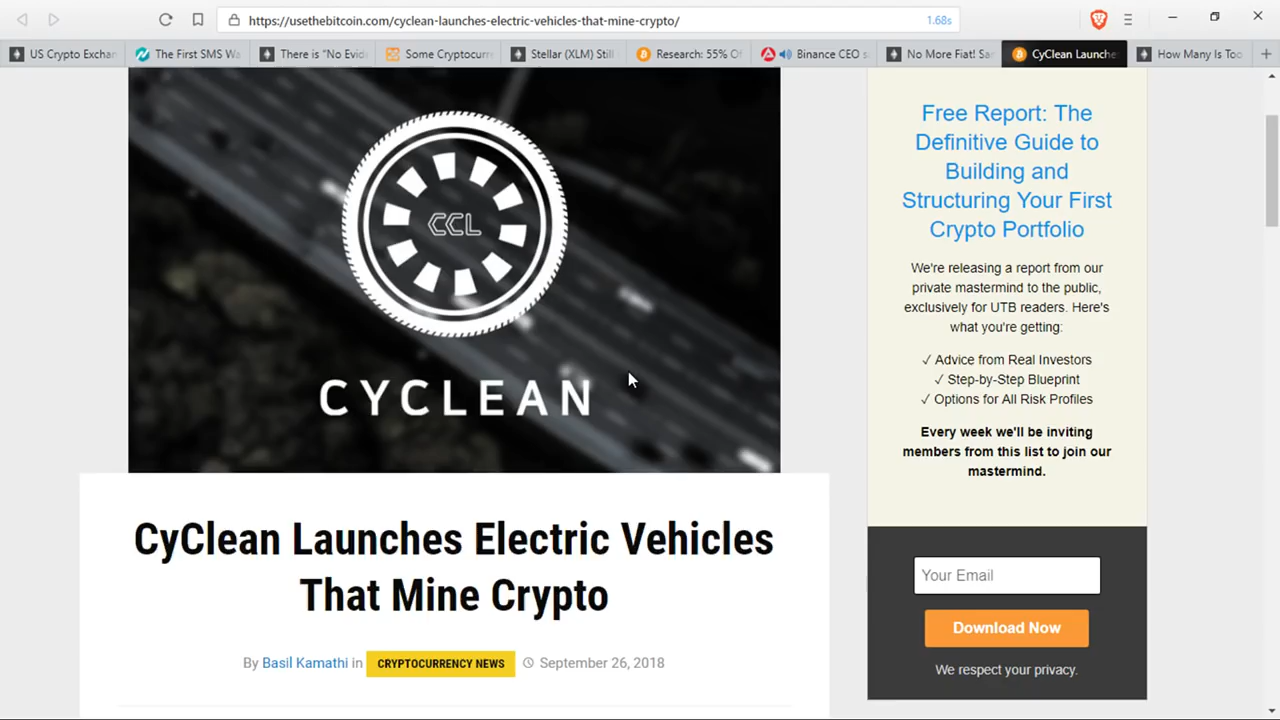 https://usethebitcoin.com/cyclean-launches-electric-vehicles-that-mine-crypto/
1.68s
US Crypto Exchan
The First SMS Wa
There is "No Evid
Some Cryptocurr
Stellar (XLM) Still
Research: 55% Of
Binance CEO s
No More Fiat! Sa
CyClean Launche
How Many Is Too
CCL
CYCLEAN
CyClean Launches Electric Vehicles
That Mine Crypto
By Basil Kamathi in CRYPTOCURRENCY NEWS September 26, 2018
Free Report: The
Definitive Guide to
Building and
Structuring Your First
Crypto Portfolio
We're releasing a report from our
private mastermind to the public,
exclusively for UTB readers. Here's
what you're getting:
✓ Advice from Real Investors
✓ Step-by-Step Blueprint
✓ Options for All Risk Profiles
Every week we'll be inviting
members from this list to join our
mastermind.
Your Email
Download Now
We respect your privacy.